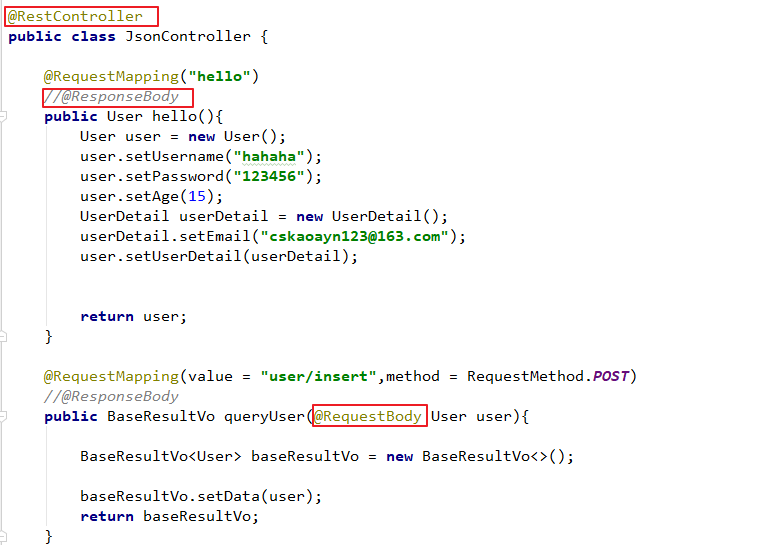 @RestController
public class JsonController {
@RequestMapping("hello")
//@ResponseBody
public User hello(){
User user = new User();
user.setUsername("hahaha");
user.setPassword("123456");
user.setAge(15);
UserDetail userDetail = new UserDetail();
userDetail.setEmail("cskaoayn123@163.com");
user.setUserDetail(userDetail);
return user;
}
@RequestMapping(value = "user/insert",method = RequestMethod.POST)
//@ResponseBody
public BaseResultVo queryUser(@RequestBody User user){
BaseResultVo<User> baseResultVo = new BaseResultVo<>();
baseResultVo.setData(user);
return baseResultVo;
}